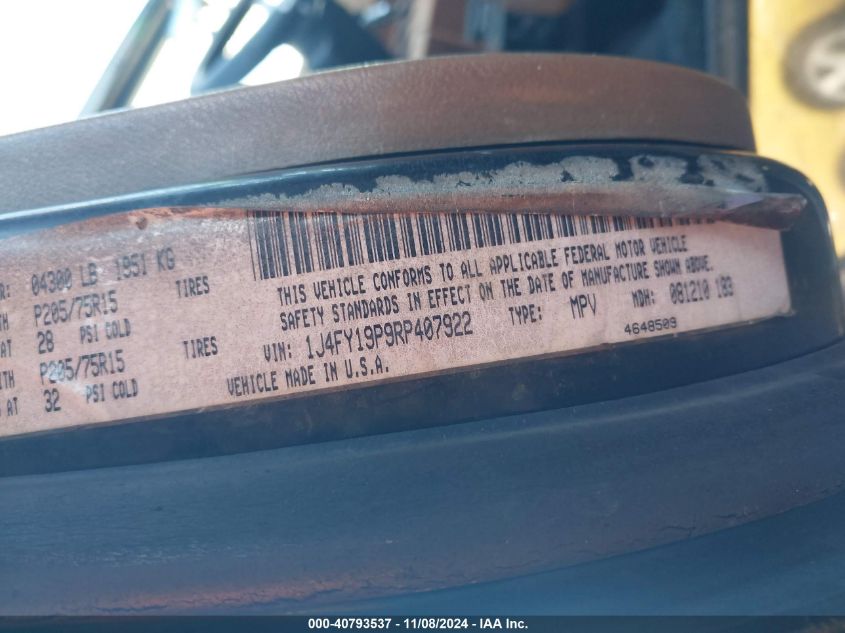 R: 04300 LB 1951 KG
TH P205/75R15 TIRES
AT 28 PSI COLD
WITH P205/75R15 TIRES
AT 32 PSI COLD
THIS VEHICLE CONFORMS TO ALL APPLICABLE FEDERAL MOTOR VEHICLE
SAFETY STANDARDS IN EFFECT ON THE DATE OF MANUFACTURE SHOWN ABOVE.
VIN: 1J4FY19P9RP407922 TYPE: MPV MDH: 081210 183
VEHICLE MADE IN U.S.A. 4648509
000-40793537 - 11/08/2024 - IAA Inc.